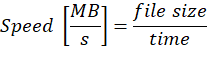 Speed [MB/s] = file size/time